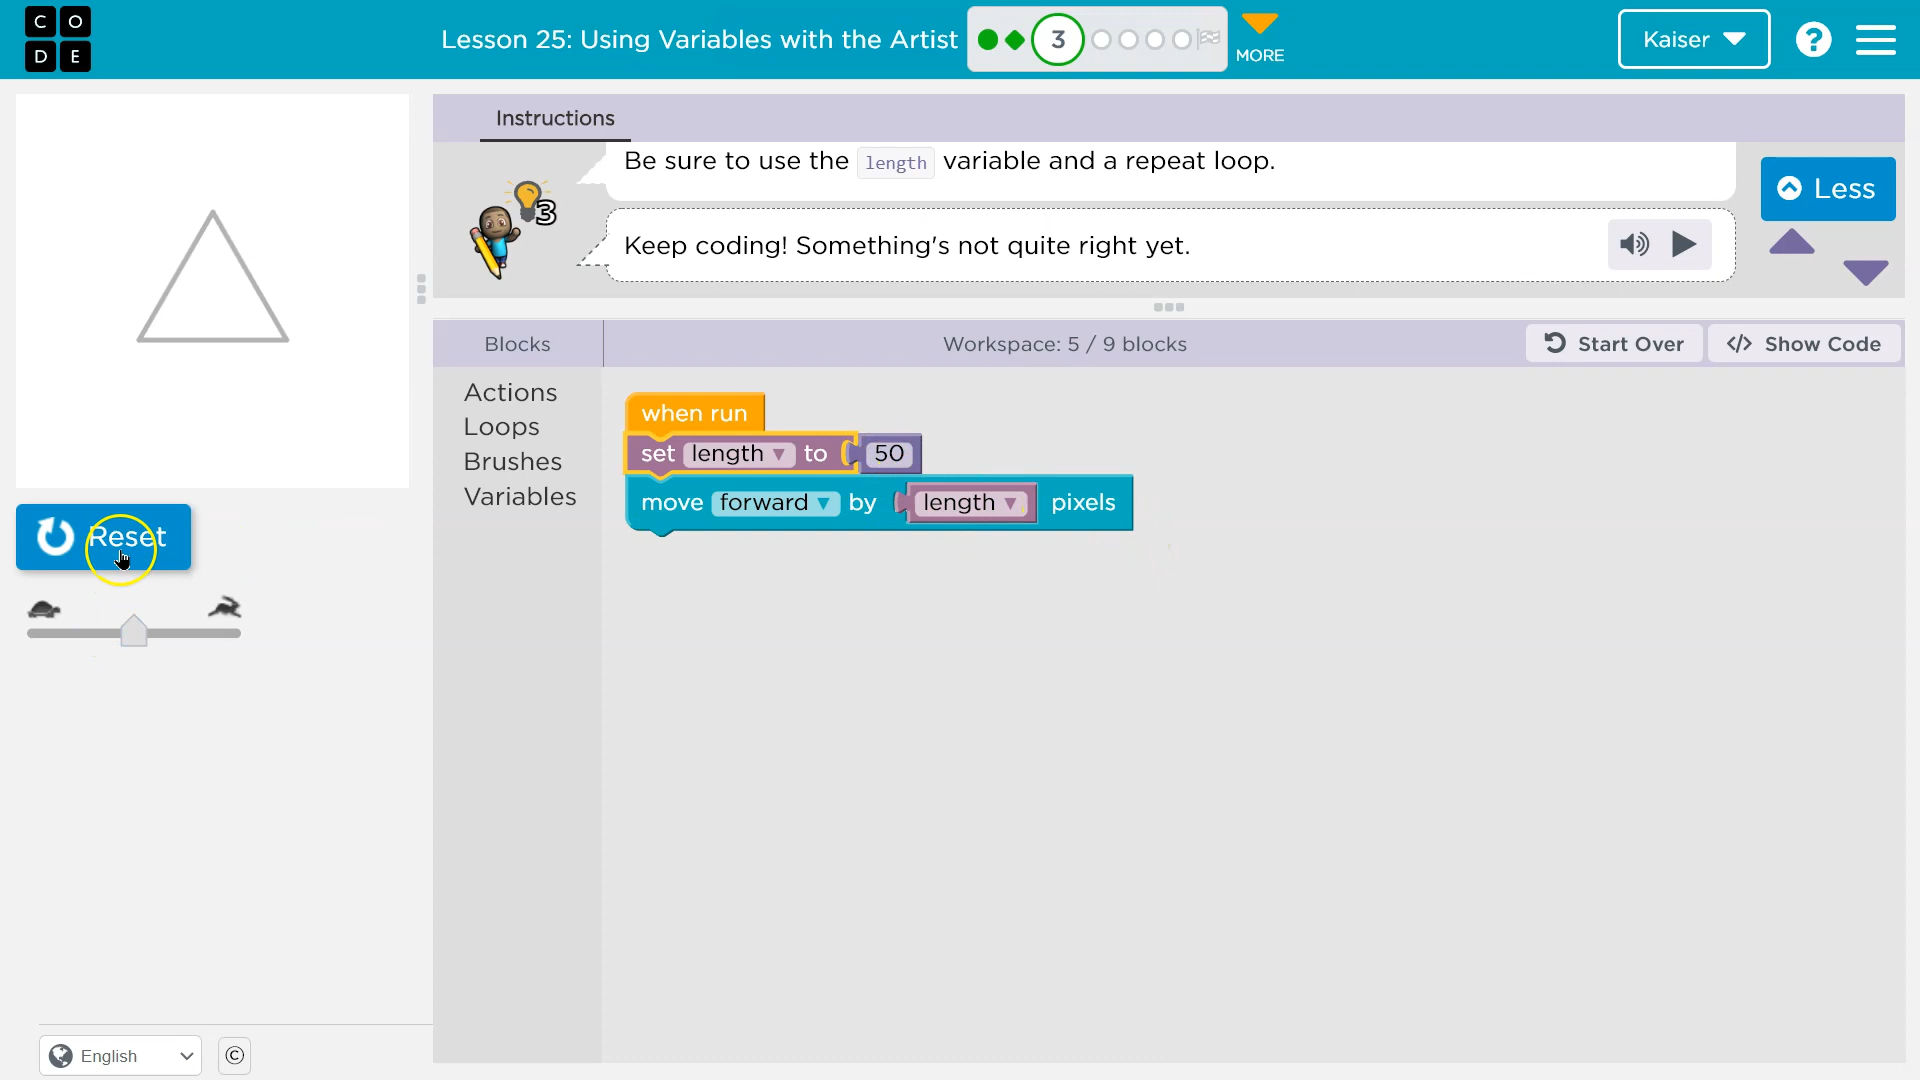 C O
D E
Lesson 25: Using Variables with the Artist
3
MORE
Kaiser
?
Instructions
Be sure to use the length variable and a repeat loop.
3
Keep coding! Something's not quite right yet.
Less
Blocks
Workspace: 5 / 9 blocks
Start Over
</> Show Code
Actions
Loops
Brushes
Variables
when run
set length ▼ to 50
move forward ▼ by length ▼ pixels
Reset
English
©